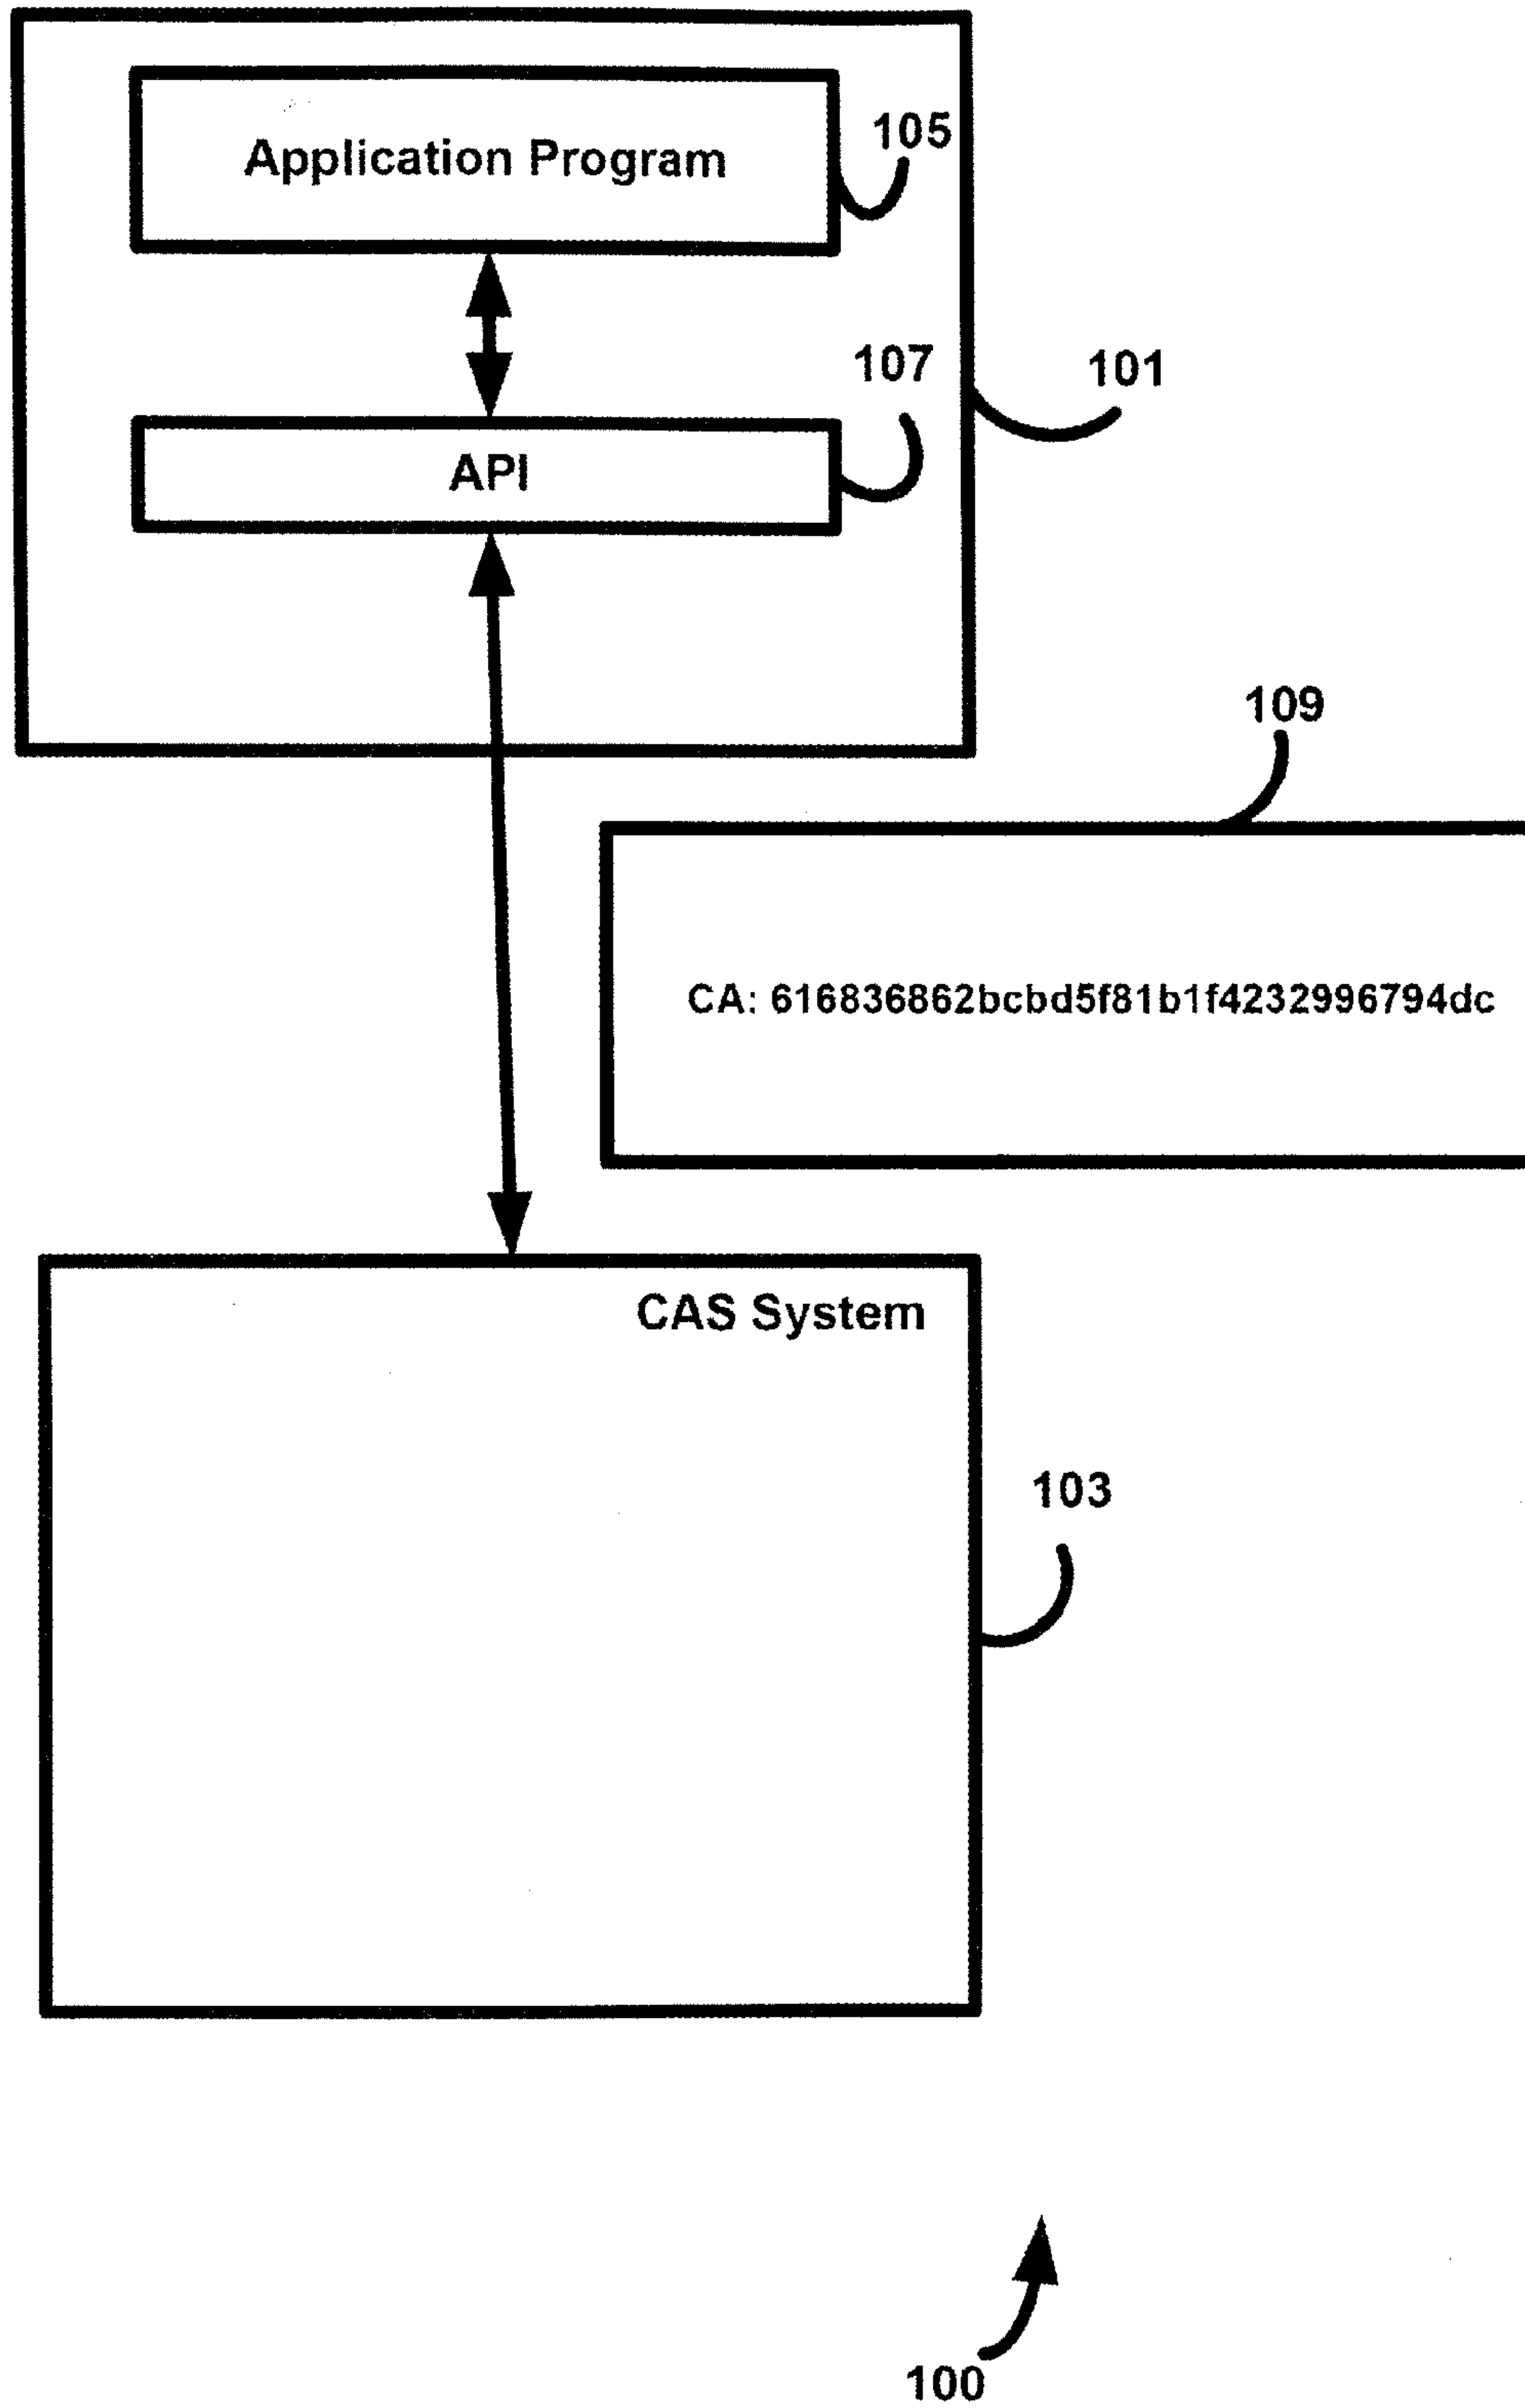 Application Program
105
107
101
API
109
CA: 616836862bcbd5f81b1f4232996794dc
CAS System
103
100